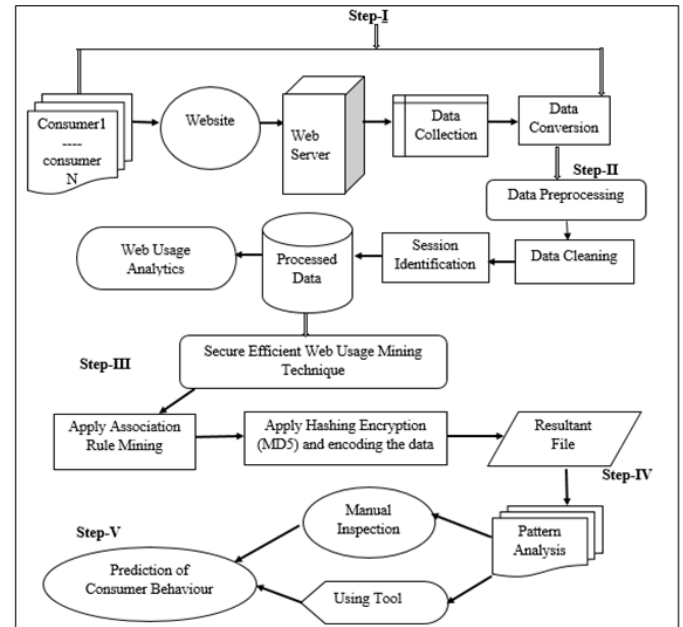 Step-I
Consumer1
----
consumer
N
Website
Web
Server
Data
Collection
Data
Conversion
Step-II
Data Preprocessing
Web Usage
Analytics
Processed
Data
Session
Identification
Data Cleaning
Secure Efficient Web Usage Mining
Technique
Step-III
Apply Association
Rule Mining
Apply Hashing Encryption
(MD5) and encoding the data
Resultant
File
Step-IV
Manual
Inspection
Pattern
Analysis
Step-V
Prediction of
Consumer Behaviour
Using Tool